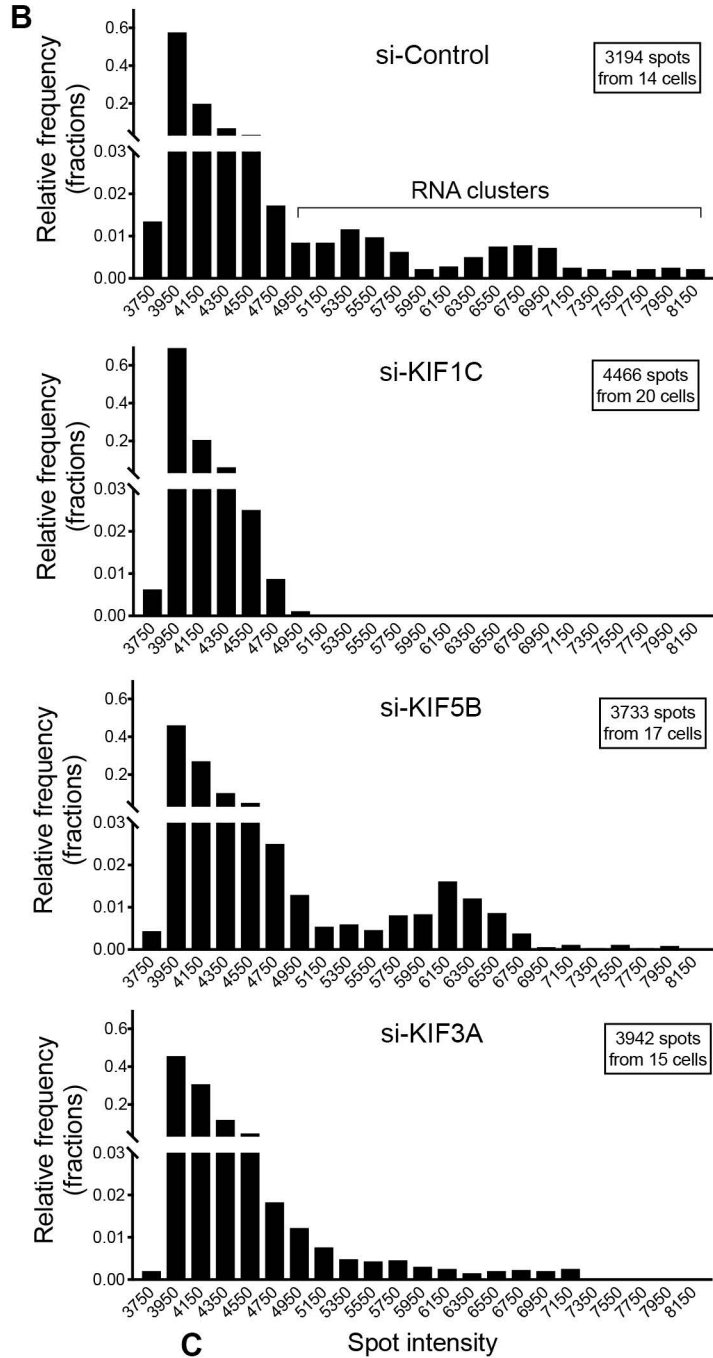 B
Relative frequency
(fractions)
si-Control
3194 spots
from 14 cells
RNA clusters
0.6
0.2
0.03
0.02
0.01
0.00
3750 3950 4150 4350 4550 4750 4950 5150 5350 5550 5750 5950 6150 6350 6550 6750 6950 7150 7350 7550 7750 7950 8150
Relative frequency
(fractions)
si-KIF1C
4466 spots
from 20 cells
0.6
0.2
0.03
0.02
0.01
0.00
3750 3950 4150 4350 4550 4750 4950 5150 5350 5550 5750 5950 6150 6350 6550 6750 6950 7150 7350 7550 7750 7950 8150
Relative frequency
(fractions)
si-KIF5B
3733 spots
from 17 cells
0.6
0.4
0.2
0.03
0.02
0.01
0.00
3750 3950 4150 4350 4550 4750 4950 5150 5350 5550 5750 5950 6150 6350 6550 6750 6950 7150 7350 7550 7750 7950 8150
Relative frequency
(fractions)
si-KIF3A
3942 spots
from 15 cells
0.6
0.4
0.2
0.03
0.02
0.01
0.00
3750 3950 4150 4350 4550 4750 4950 5150 5350 5550 5750 5950 6150 6350 6550 6750 6950 7150 7350 7550 7750 7950 8150
C
Spot intensity